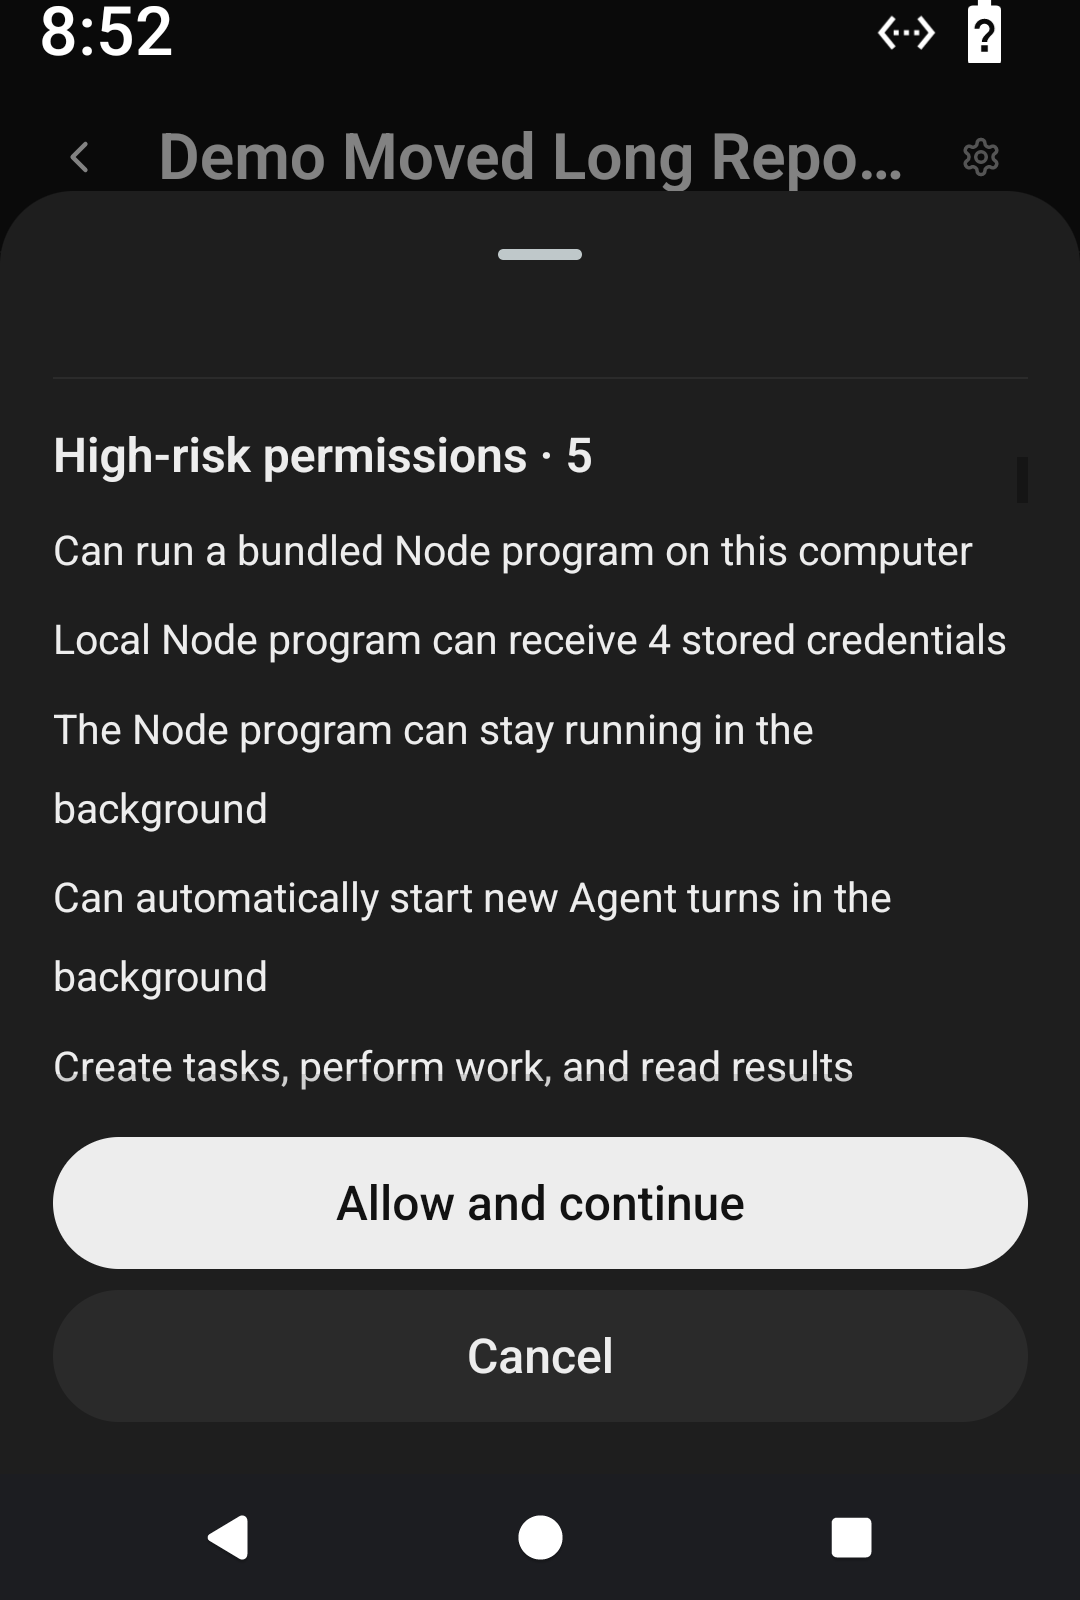 8:52
Demo Moved Long Repo…
High-risk permissions · 5
Can run a bundled Node program on this computer
Local Node program can receive 4 stored credentials
The Node program can stay running in the
background
Can automatically start new Agent turns in the
background
Create tasks, perform work, and read results
Allow and continue
Cancel